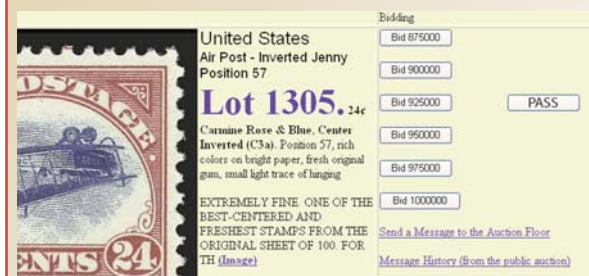 POSTAGE
CENTS 24
United States
Air Post - Inverted Jenny
Position 57
Lot 1305. 24c
Carmine Rose & Blue, Center
Inverted (C3a). Position 57, rich
colors on bright paper, fresh original
gum, small light trace of hinging
EXTREMELY FINE. ONE OF THE
BEST-CENTERED AND
FRESHEST STAMPS FROM THE
ORIGINAL SHEET OF 100. FOR
TH (Image)
Bidding
Bid 875000
Bid 900000
Bid 925000
PASS
Bid 950000
Bid 975000
Bid 1000000
Send a Message to the Auction Floor
Message History (from the public auction)